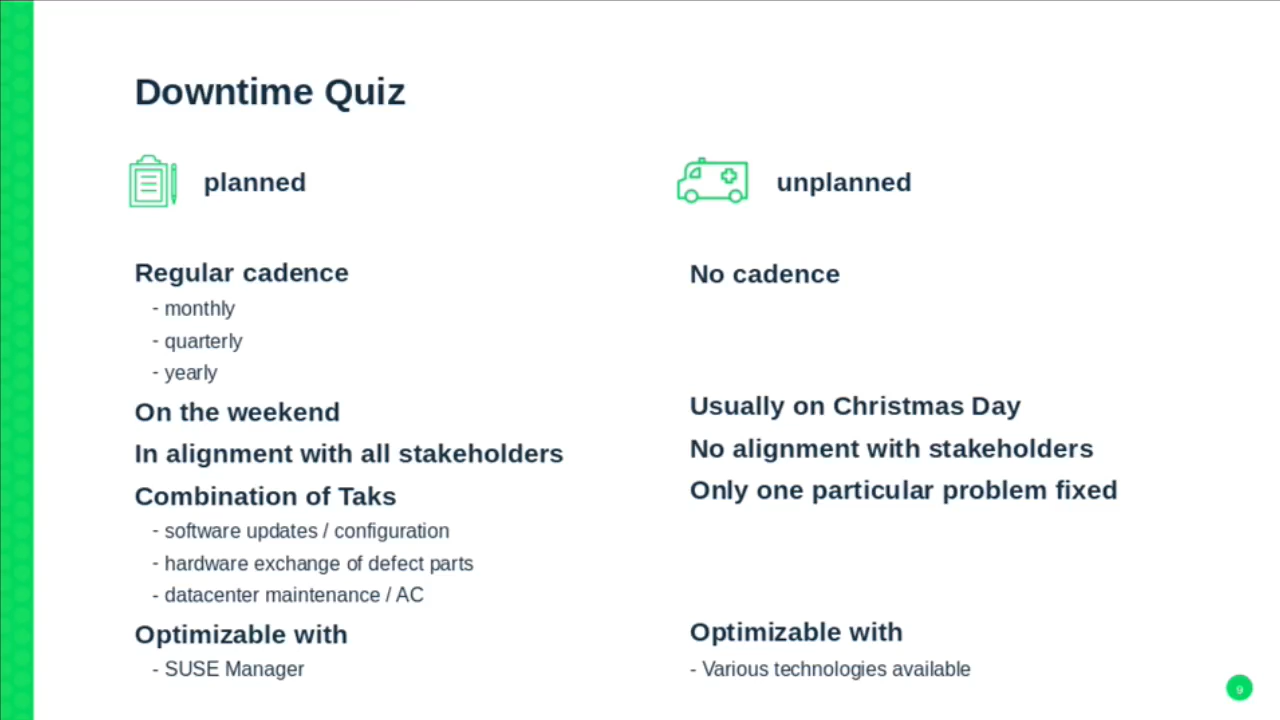 Downtime Quiz
planned
Regular cadence
- monthly
- quarterly
- yearly
On the weekend
In alignment with all stakeholders
Combination of Taks
- software updates / configuration
- hardware exchange of defect parts
- datacenter maintenance / AC
Optimizable with
- SUSE Manager
unplanned
No cadence
Usually on Christmas Day
No alignment with stakeholders
Only one particular problem fixed
Optimizable with
- Various technologies available
9